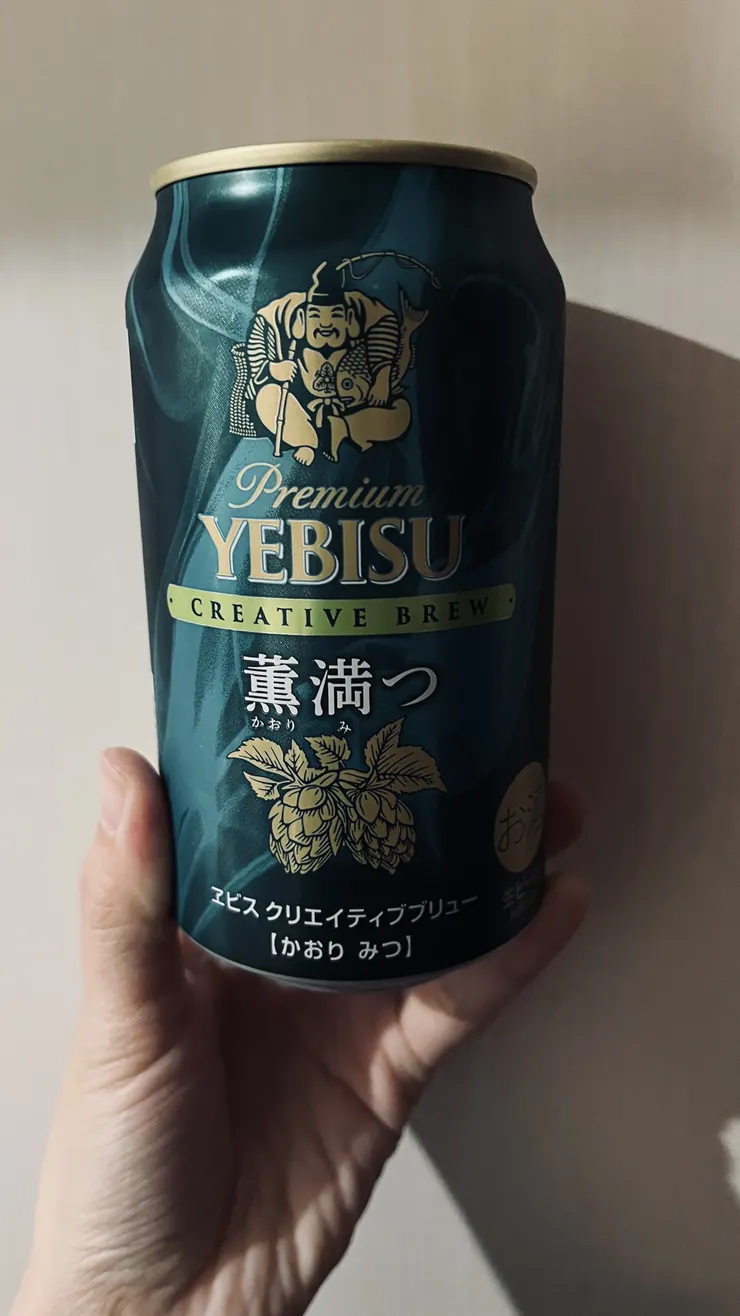 Premium
YEBISU
CREATIVE BREW
薫満つ
かおり み
お酒
ヱビス クリエイティブブリュー
【かおり みつ】